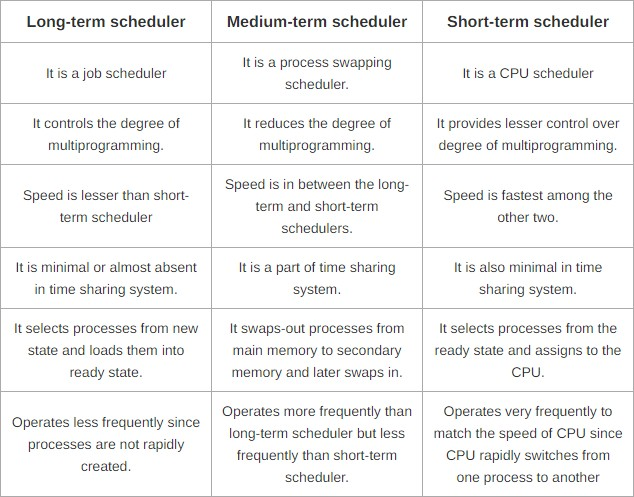 Long-term scheduler
Medium-term scheduler
Short-term scheduler
It is a job scheduler
It is a process swapping
scheduler.
It is a CPU scheduler
It controls the degree of
multiprogramming.
It reduces the degree of
multiprogramming.
It provides lesser control over
degree of multiprogramming.
Speed is lesser than short-
term scheduler
Speed is in between the long-
term and short-term
schedulers.
Speed is fastest among the
other two.
It is minimal or almost absent
in time sharing system.
It is a part of time sharing
system.
It is also minimal in time
sharing system.
It selects processes from new
state and loads them into
ready state.
It swaps-out processes from
main memory to secondary
memory and later swaps in.
It selects processes from the
ready state and assigns to the
CPU.
Operates less frequently since
processes are not rapidly
created.
Operates more frequently than
long-term scheduler but less
frequently than short-term
scheduler.
Operates very frequently to
match the speed of CPU since
CPU rapidly switches from
one process to another